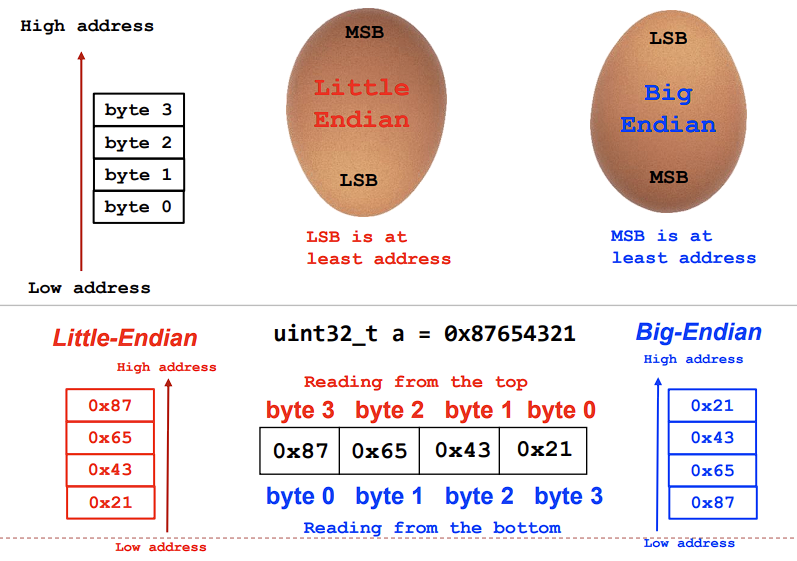 High address
byte 3
byte 2
byte 1
byte 0
Low address
MSB
Little
Endian
LSB
LSB is at
least address
LSB
Big
Endian
MSB
MSB is at
least address
Little-Endian
High address
0x87
0x65
0x43
0x21
Low address
uint32_t a = 0x87654321
Reading from the top
byte 3 byte 2 byte 1 byte 0
0x87 0x65 0x43 0x21
byte 0 byte 1 byte 2 byte 3
Reading from the bottom
Big-Endian
High address
0x21
0x43
0x65
0x87
Low address